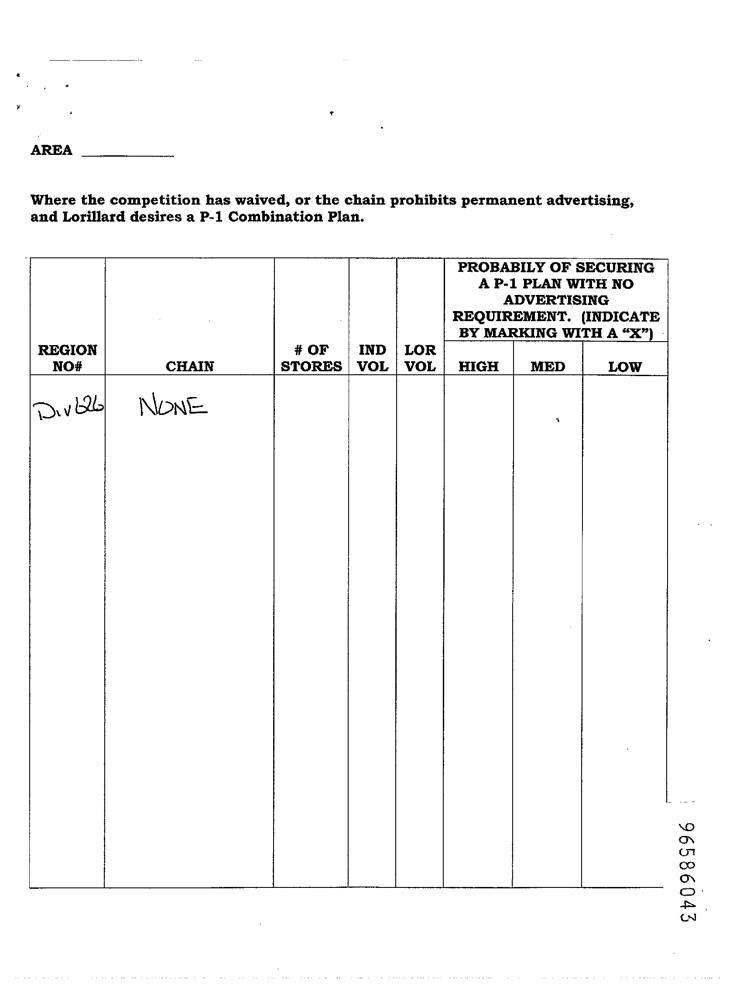 AREA
Where the competition has waived, or the chain prohibits permanent advertising,
and Lorillard desires a P-1 Combination Plan.
PROBABILY OF SECURING
A P-1 PLAN WITH NO
ADVERTISING
REQUIREMENT. (INDICATE
BY MARKING WITH A “X”)
REGION
NO#
CHAIN
# OF
STORES
IND
VOL
LOR
VOL
HIGH
MED
LOW
Div 626
NONE
96586043